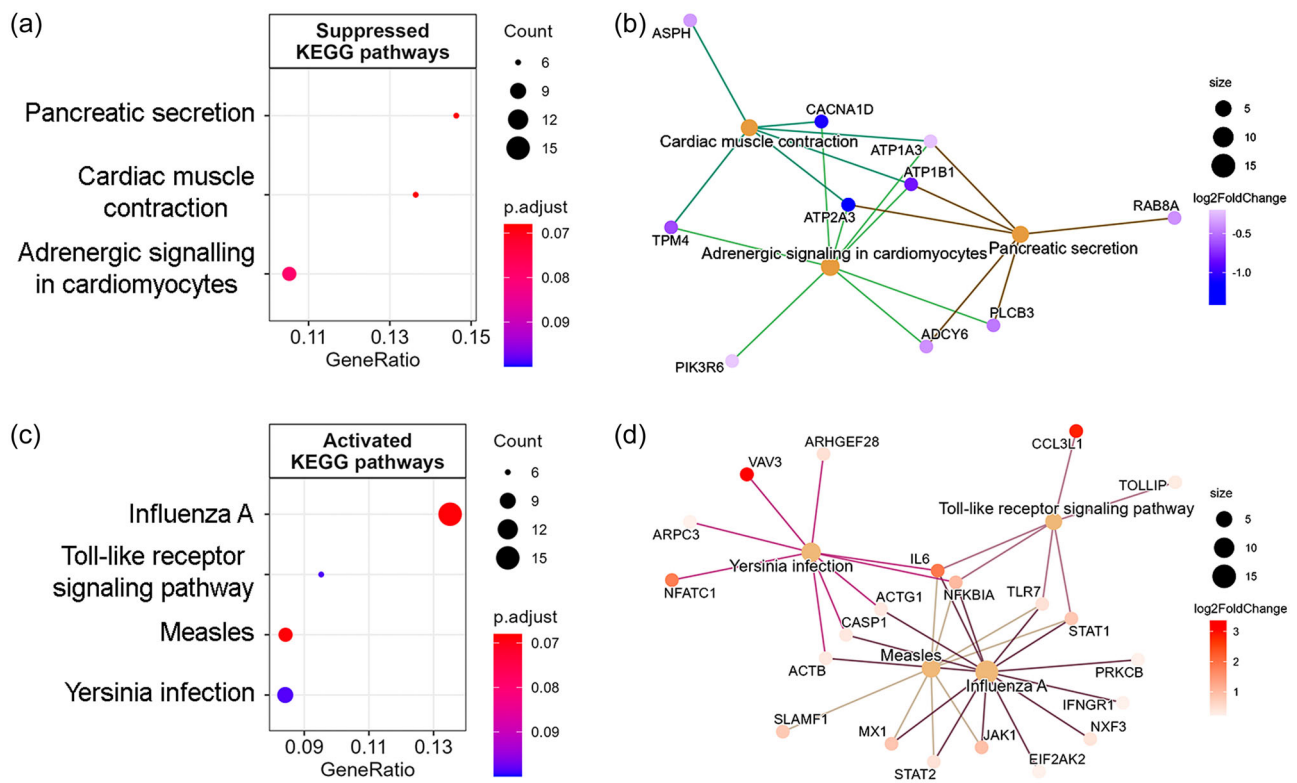 (a)
Suppressed
KEGG pathways
Pancreatic secretion
Cardiac muscle
contraction
Adrenergic signalling
in cardiomyocytes
0.11
0.13
0.15
GeneRatio
Count
6
9
12
15
p.adjust
0.07
0.08
0.09
(b)
ASPH
CACNA1D
Cardiac muscle contraction
ATP1A3
ATP1B1
ATP2A3
RAB8A
TPM4
Adrenergic signaling in cardiomyocytes
Pancreatic secretion
PLCB3
ADCY6
PIK3R6
size
5
10
15
log2FoldChange
-0.5
-1.0
(c)
Activated
KEGG pathways
Influenza A
Toll-like receptor
signaling pathway
Measles
Yersinia infection
0.09
0.11
0.13
GeneRatio
Count
6
9
12
15
p.adjust
0.07
0.08
0.09
(d)
ARHGEF28
CCL3L1
VAV3
TOLLIP
Toll-like receptor signaling pathway
ARPC3
Yersinia infection
IL6
NFATC1
NFKBIA
TLR7
ACTG1
CASP1
STAT1
Measles
ACTB
Influenza A
PRKCB
IFNGR1
SLAMF1
NXF3
MX1
JAK1
EIF2AK2
STAT2
size
5
10
15
log2FoldChange
3
2
1